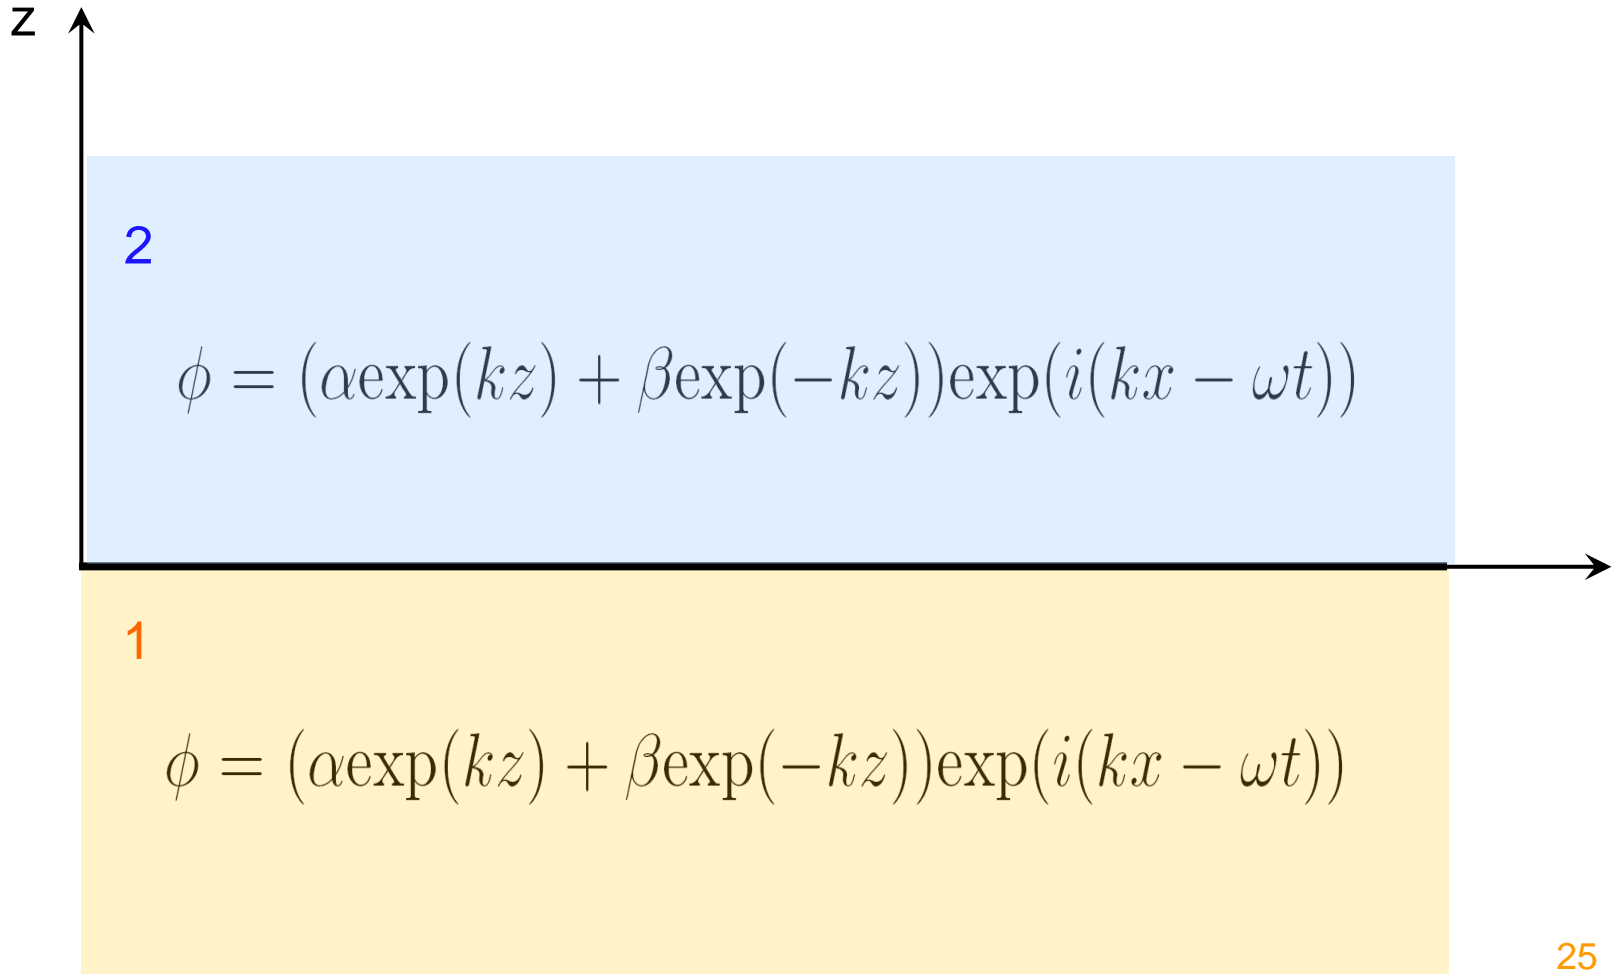 z
2
ϕ = (αexp(kz) + βexp(−kz))exp(i(kx − ωt))
1
ϕ = (αexp(kz) + βexp(−kz))exp(i(kx − ωt))
25